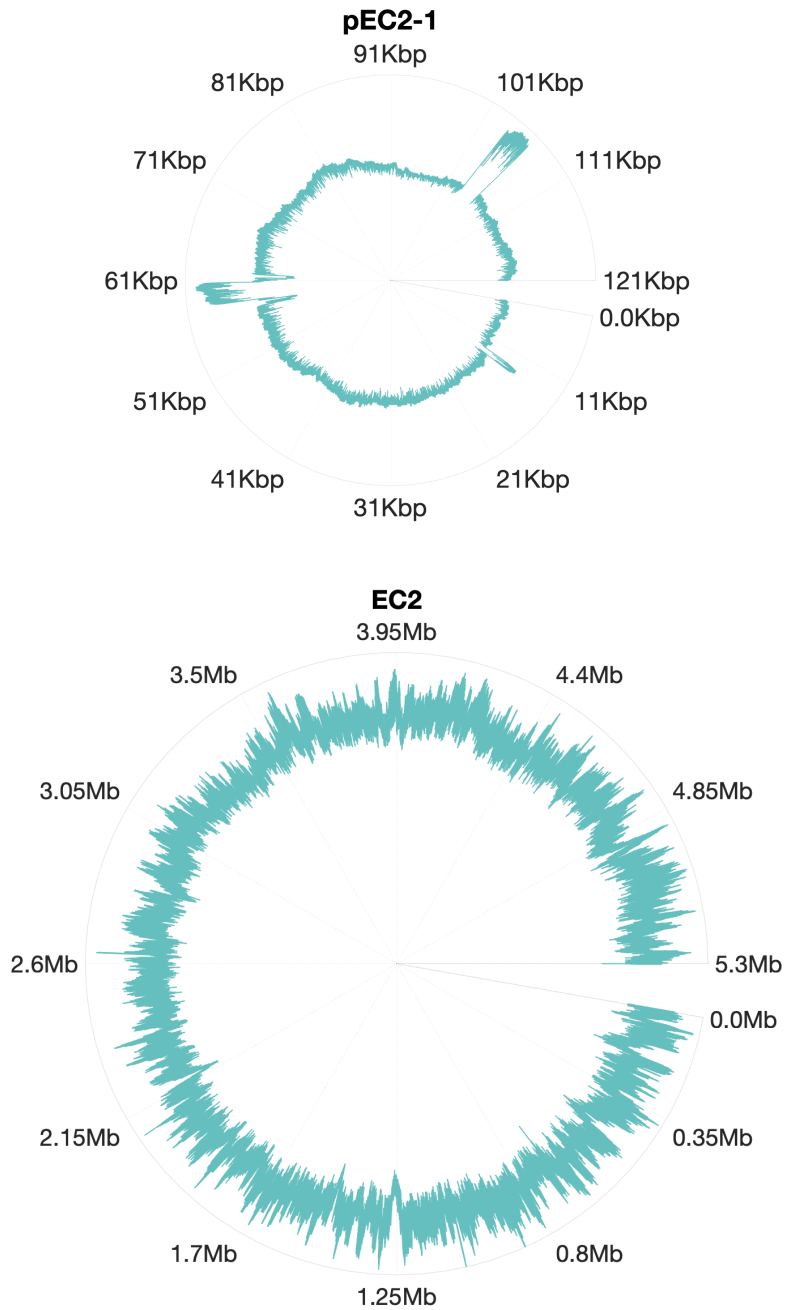 pEC2-1
91Kbp
81Kbp
101Kbp
71Kbp
111Kbp
61Kbp
121Kbp
0.0Kbp
51Kbp
11Kbp
41Kbp
21Kbp
31Kbp
EC2
3.95Mb
3.5Mb
4.4Mb
3.05Mb
4.85Mb
2.6Mb
5.3Mb
0.0Mb
2.15Mb
0.35Mb
1.7Mb
0.8Mb
1.25Mb